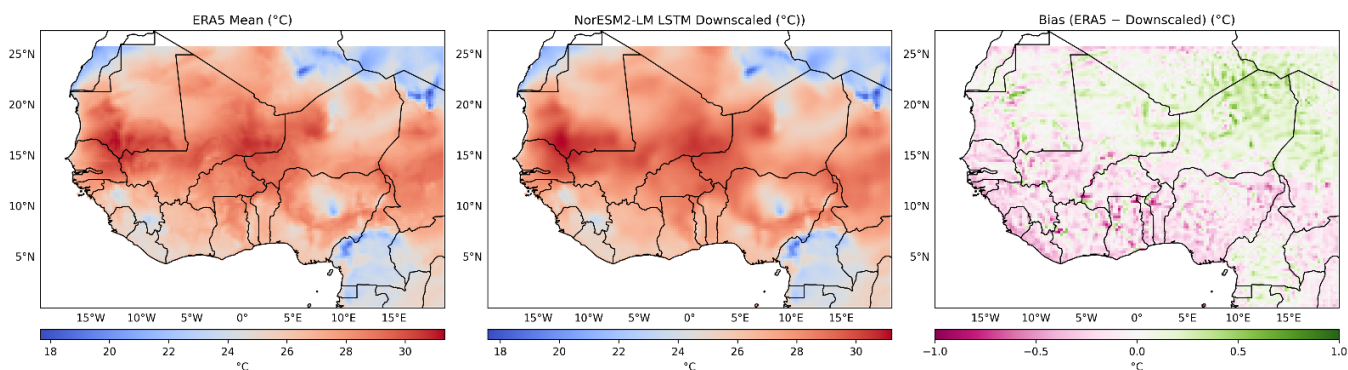 ERA5 Mean (°C)
NorESM2-LM LSTM Downscaled (°C))
Bias (ERA5 − Downscaled) (°C)
25°N
20°N
15°N
10°N
5°N
15°W
10°W
5°W
0°
5°E
10°E
15°E
18
20
22
24
26
28
30
°C
25°N
20°N
15°N
10°N
5°N
15°W
10°W
5°W
0°
5°E
10°E
15°E
18
20
22
24
26
28
30
°C
25°N
20°N
15°N
10°N
5°N
15°W
10°W
5°W
0°
5°E
10°E
15°E
−1.0
−0.5
0.0
0.5
1.0
°C